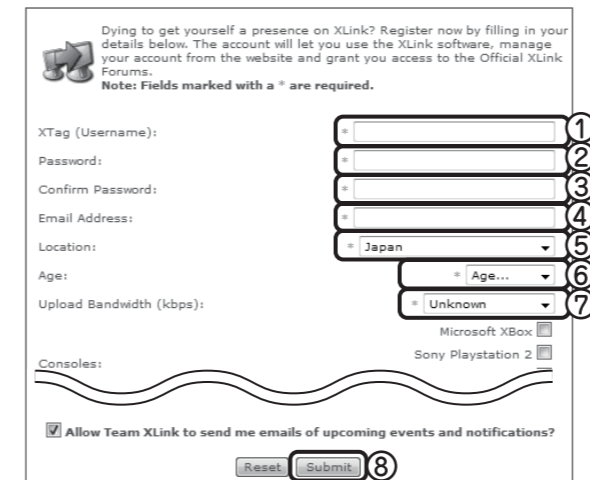 Dying to get yourself a presence on XLink? Register now by filling in your
details below. The account will let you use the XLink software, manage
your account from the website and grant you access to the Official XLink
Forums.
Note: Fields marked with a * are required.
XTag (Username): * ①
Password: * ②
Confirm Password: * ③
Email Address: * ④
Location: * Japan ⑤
Age: * Age... ⑥
Upload Bandwidth (kbps): * Unknown ⑦
Microsoft XBox
Sony Playstation 2
Consoles:
Allow Team XLink to send me emails of upcoming events and notifications?
Reset Submit ⑧